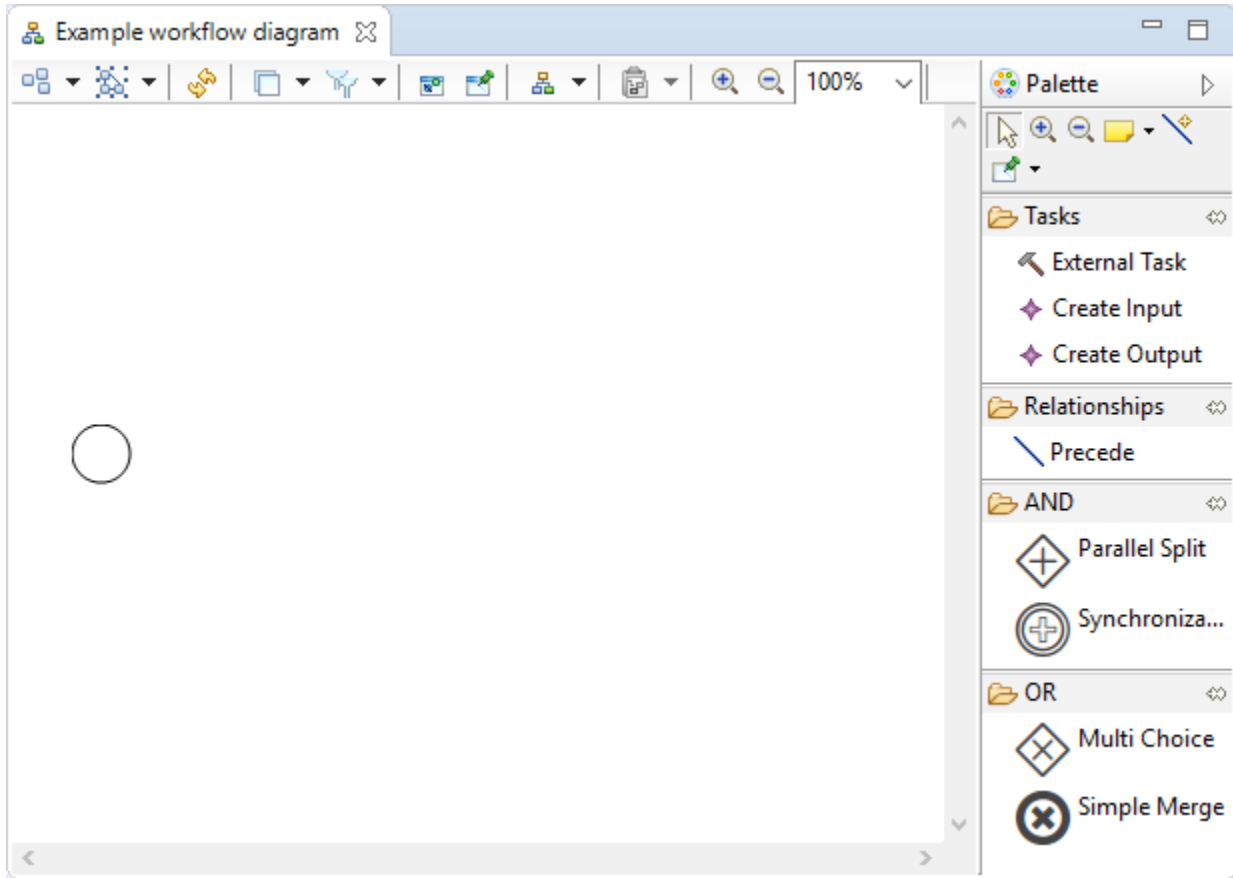 Example workflow diagram
100%
Palette
Tasks
External Task
Create Input
Create Output
Relationships
Precede
AND
Parallel Split
Synchroniza...
OR
Multi Choice
Simple Merge